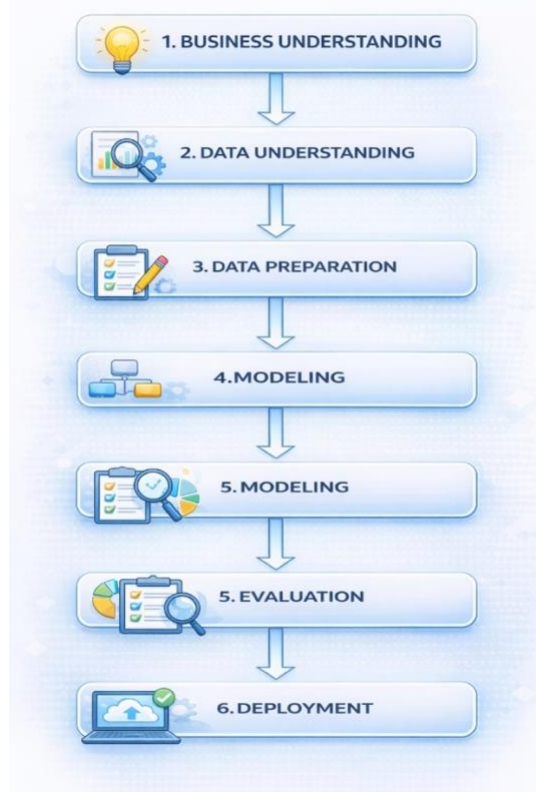 1. BUSINESS UNDERSTANDING
2. DATA UNDERSTANDING
3. DATA PREPARATION
4.MODELING
5. MODELING
5. EVALUATION
6. DEPLOYMENT